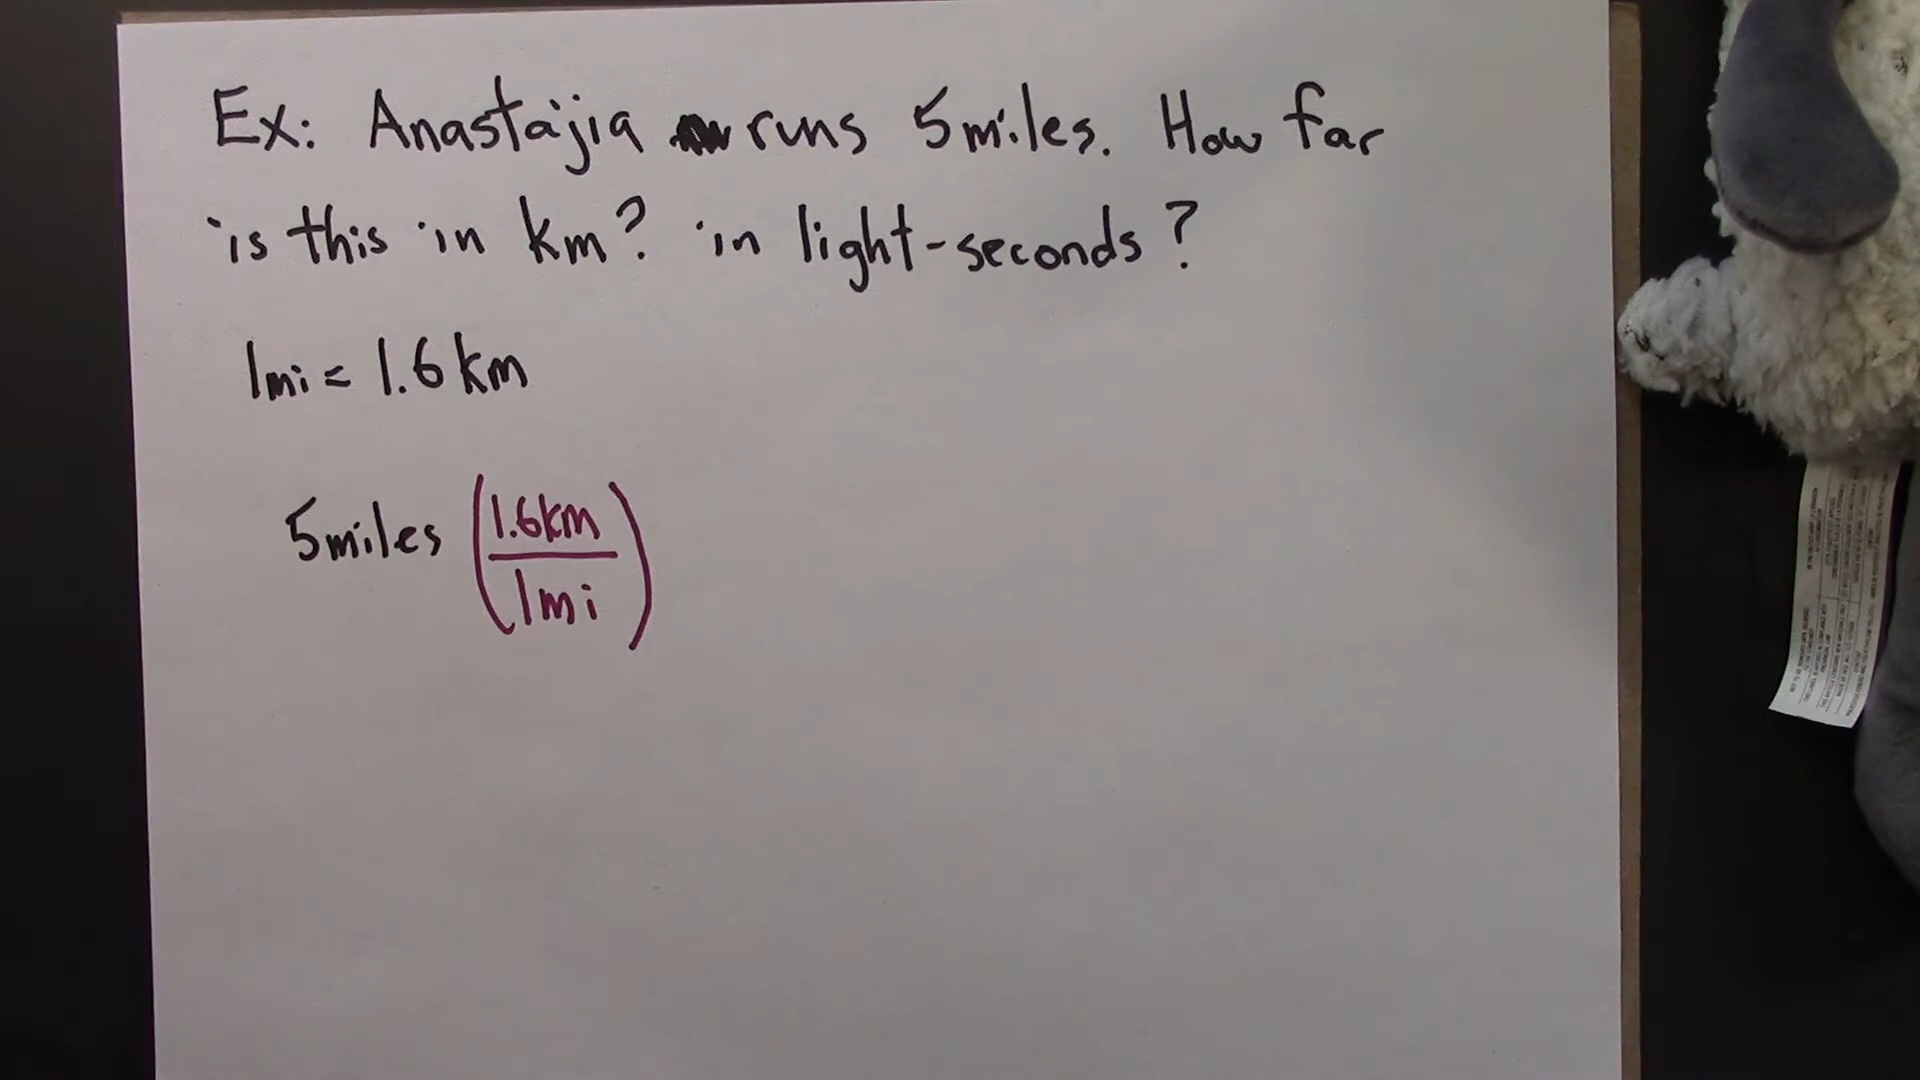 Ex: Anastájia runs 5 miles. How far
is this in km? in light-seconds?
1mi = 1.6 km
5 miles (1.6km
1mi)